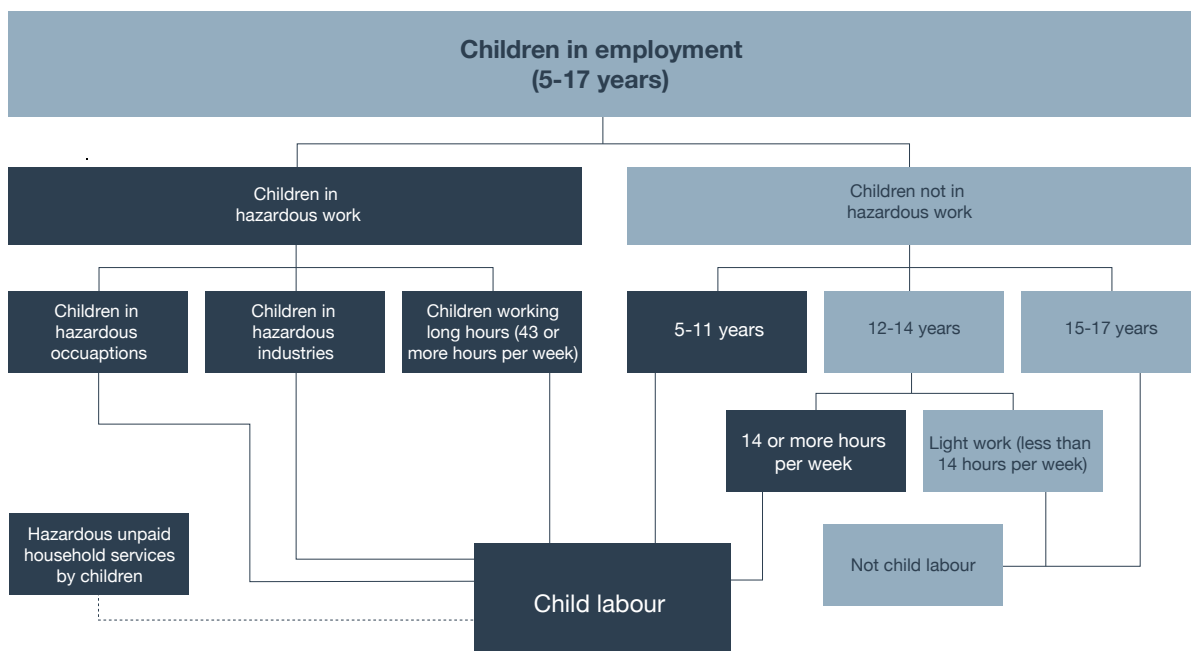 Children in employment
(5-17 years)
Children in
hazardous work
Children not in
hazardous work
Children in
hazardous
occuaptions
Children in
hazardous
industries
Children working
long hours (43 or
more hours per week)
5-11 years
12-14 years
15-17 years
14 or more hours
per week
Light work (less than
14 hours per week)
Hazardous unpaid
household services
by children
Child labour
Not child labour